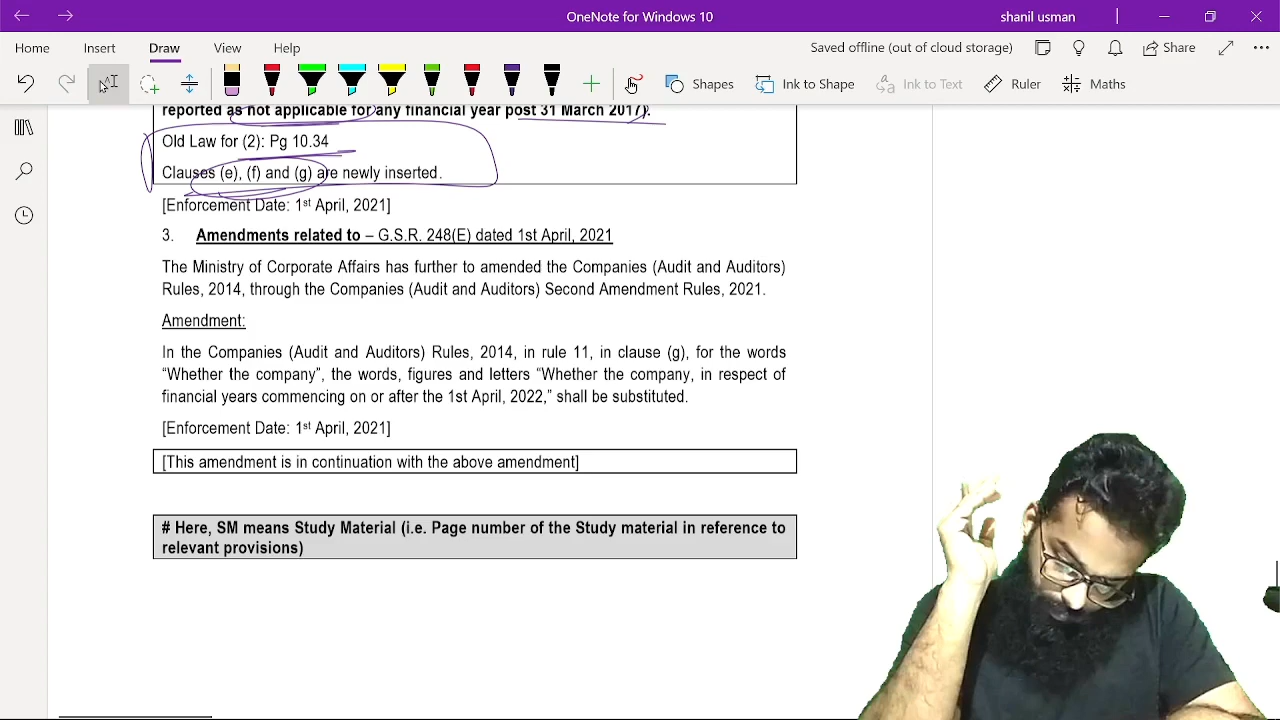 OneNote for Windows 10
shanil usman
Home Insert Draw View Help
Saved offline (out of cloud storage)
Share
Shapes
Ink to Shape
Ink to Text
Ruler
Maths
reported as not applicable for any financial year post 31 March 2017).
Old Law for (2): Pg 10.34
Clauses (e), (f) and (g) are newly inserted.
[Enforcement Date: 1st April, 2021]
3. Amendments related to – G.S.R. 248(E) dated 1st April, 2021
The Ministry of Corporate Affairs has further to amended the Companies (Audit and Auditors)
Rules, 2014, through the Companies (Audit and Auditors) Second Amendment Rules, 2021.
Amendment:
In the Companies (Audit and Auditors) Rules, 2014, in rule 11, in clause (g), for the words
“Whether the company”, the words, figures and letters “Whether the company, in respect of
financial years commencing on or after the 1st April, 2022,” shall be substituted.
[Enforcement Date: 1st April, 2021]
[This amendment is in continuation with the above amendment]
# Here, SM means Study Material (i.e. Page number of the Study material in reference to
relevant provisions)